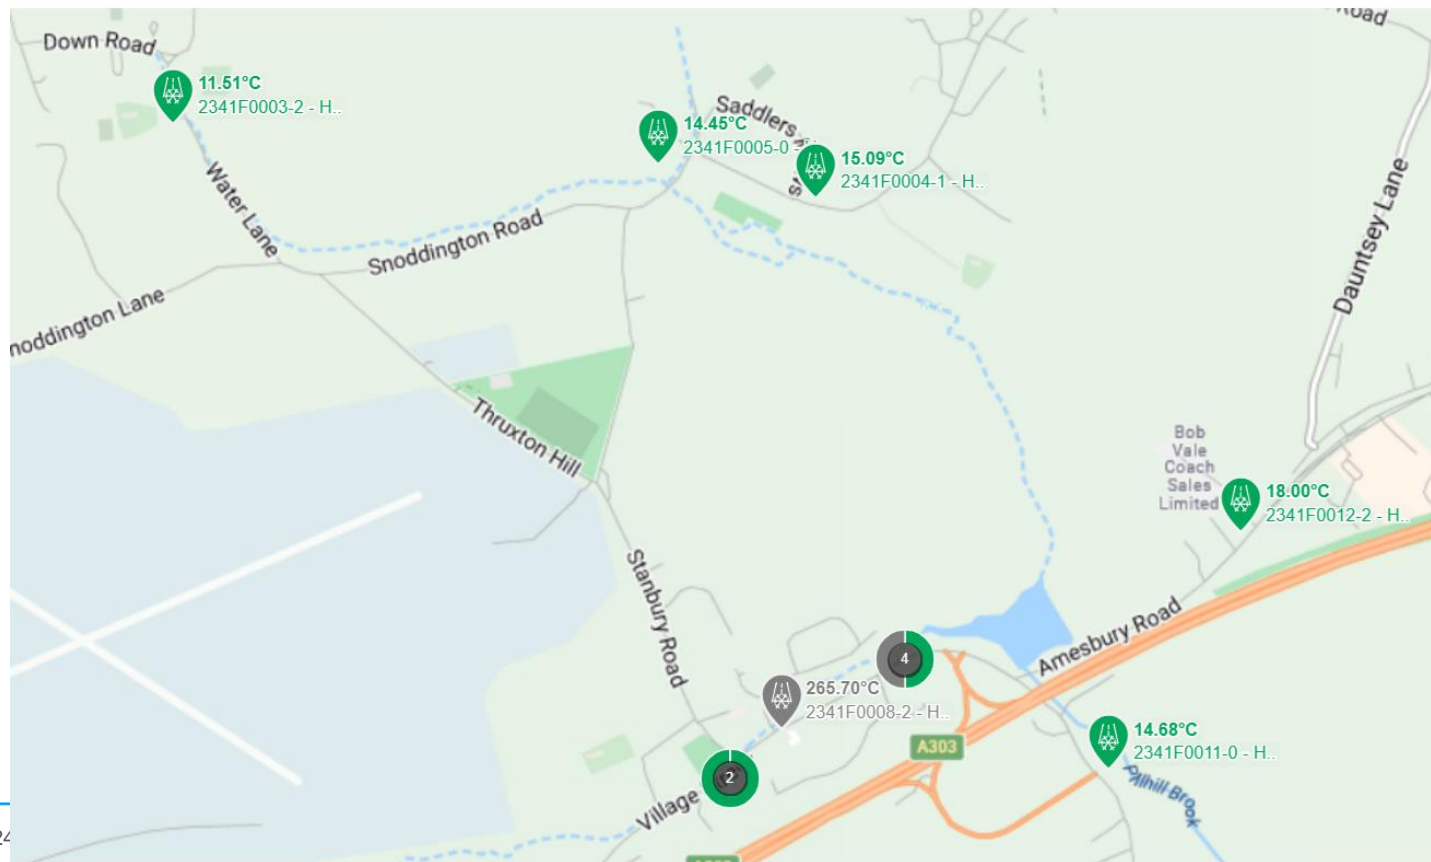 Road
Down Road
11.51°C
2341F0003-2 - H..
Saddlers
14.45°C
2341F0005-0 -
15.09°C
2341F0004-1 - H..
Water Lane
Snoddington Road
Dauntsey Lane
noddington Lane
Thruxton Hill
Bob
Vale
Coach
Sales
Limited
18.00°C
2341F0012-2 - H..
Stanbury Road
Amesbury Road
4
265.70°C
2341F0008-2 - H..
A303
14.68°C
2341F0011-0 - H..
2
Village
Pillhill Brook
24